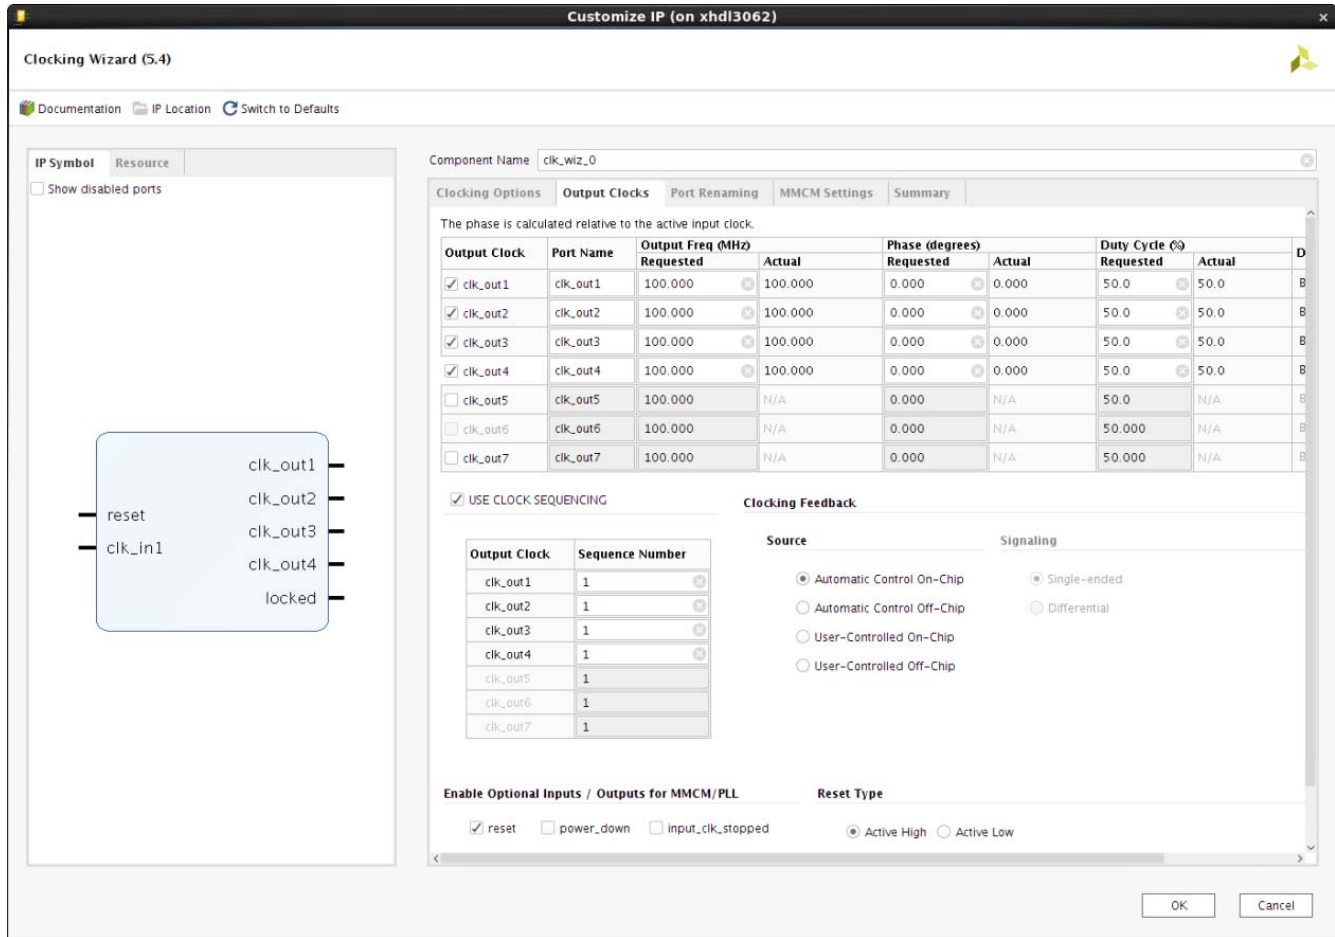 Customize IP (on xhdl3062)
Clocking Wizard (5.4)
Documentation IP Location Switch to Defaults
IP Symbol Resource
Show disabled ports
reset
clk_in1
clk_out1
clk_out2
clk_out3
clk_out4
locked
Component Name clk_wiz_0
Clocking Options Output Clocks Port Renaming MMCM Settings Summary
The phase is calculated relative to the active input clock.
Output Clock Port Name Output Freq (MHz) Phase (degrees) Duty Cycle (%) D
Requested Actual Requested Actual Requested Actual
clk_out1 clk_out1 100.000 100.000 0.000 0.000 50.0 50.0 B
clk_out2 clk_out2 100.000 100.000 0.000 0.000 50.0 50.0 B
clk_out3 clk_out3 100.000 100.000 0.000 0.000 50.0 50.0 B
clk_out4 clk_out4 100.000 100.000 0.000 0.000 50.0 50.0 B
clk_out5 clk_out5 100.000 N/A 0.000 N/A 50.0 N/A B
clk_out6 clk_out6 100.000 N/A 0.000 N/A 50.000 N/A B
clk_out7 clk_out7 100.000 N/A 0.000 N/A 50.000 N/A B
USE CLOCK SEQUENCING
Output Clock Sequence Number
clk_out1 1
clk_out2 1
clk_out3 1
clk_out4 1
clk_out5 1
clk_out6 1
clk_out7 1
Clocking Feedback
Source Signaling
Automatic Control On-Chip Single-ended
Automatic Control Off-Chip Differential
User-Controlled On-Chip
User-Controlled Off-Chip
Enable Optional Inputs / Outputs for MMCM/PLL Reset Type
reset power_down input_clk_stopped Active High Active Low
OK Cancel